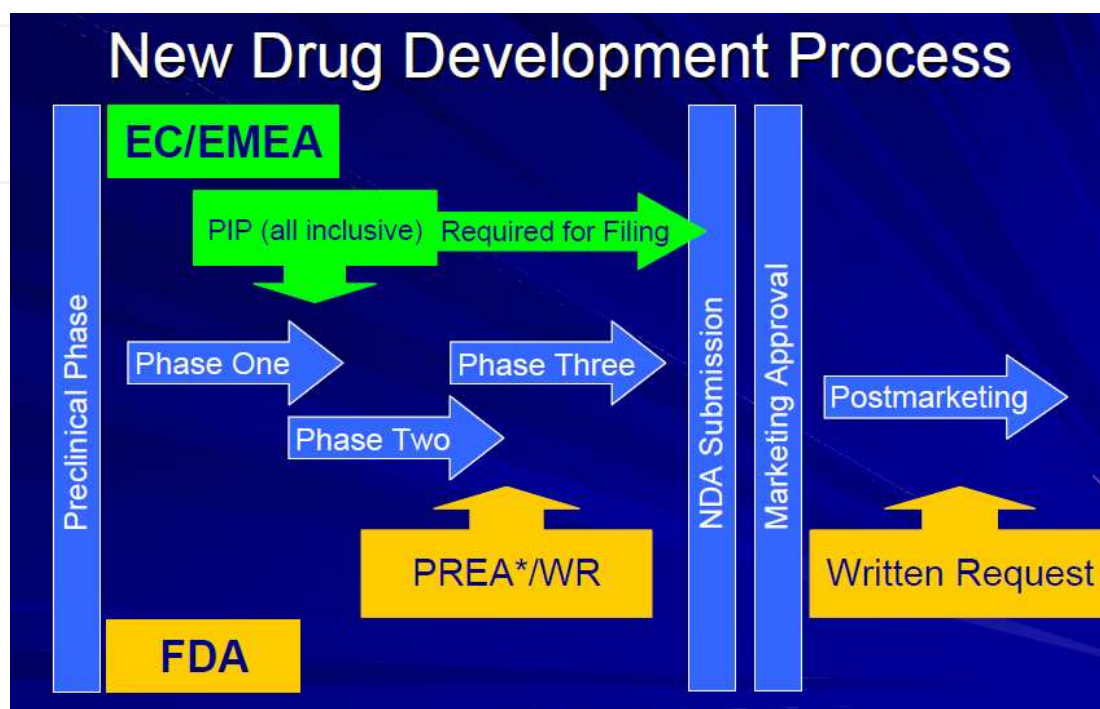 New Drug Development Process
EC/EMEA
PIP (all inclusive)
Required for Filing
Preclinical Phase
Phase One
Phase Two
Phase Three
NDA Submission
Marketing Approval
Postmarketing
PREA*/WR
Written Request
FDA